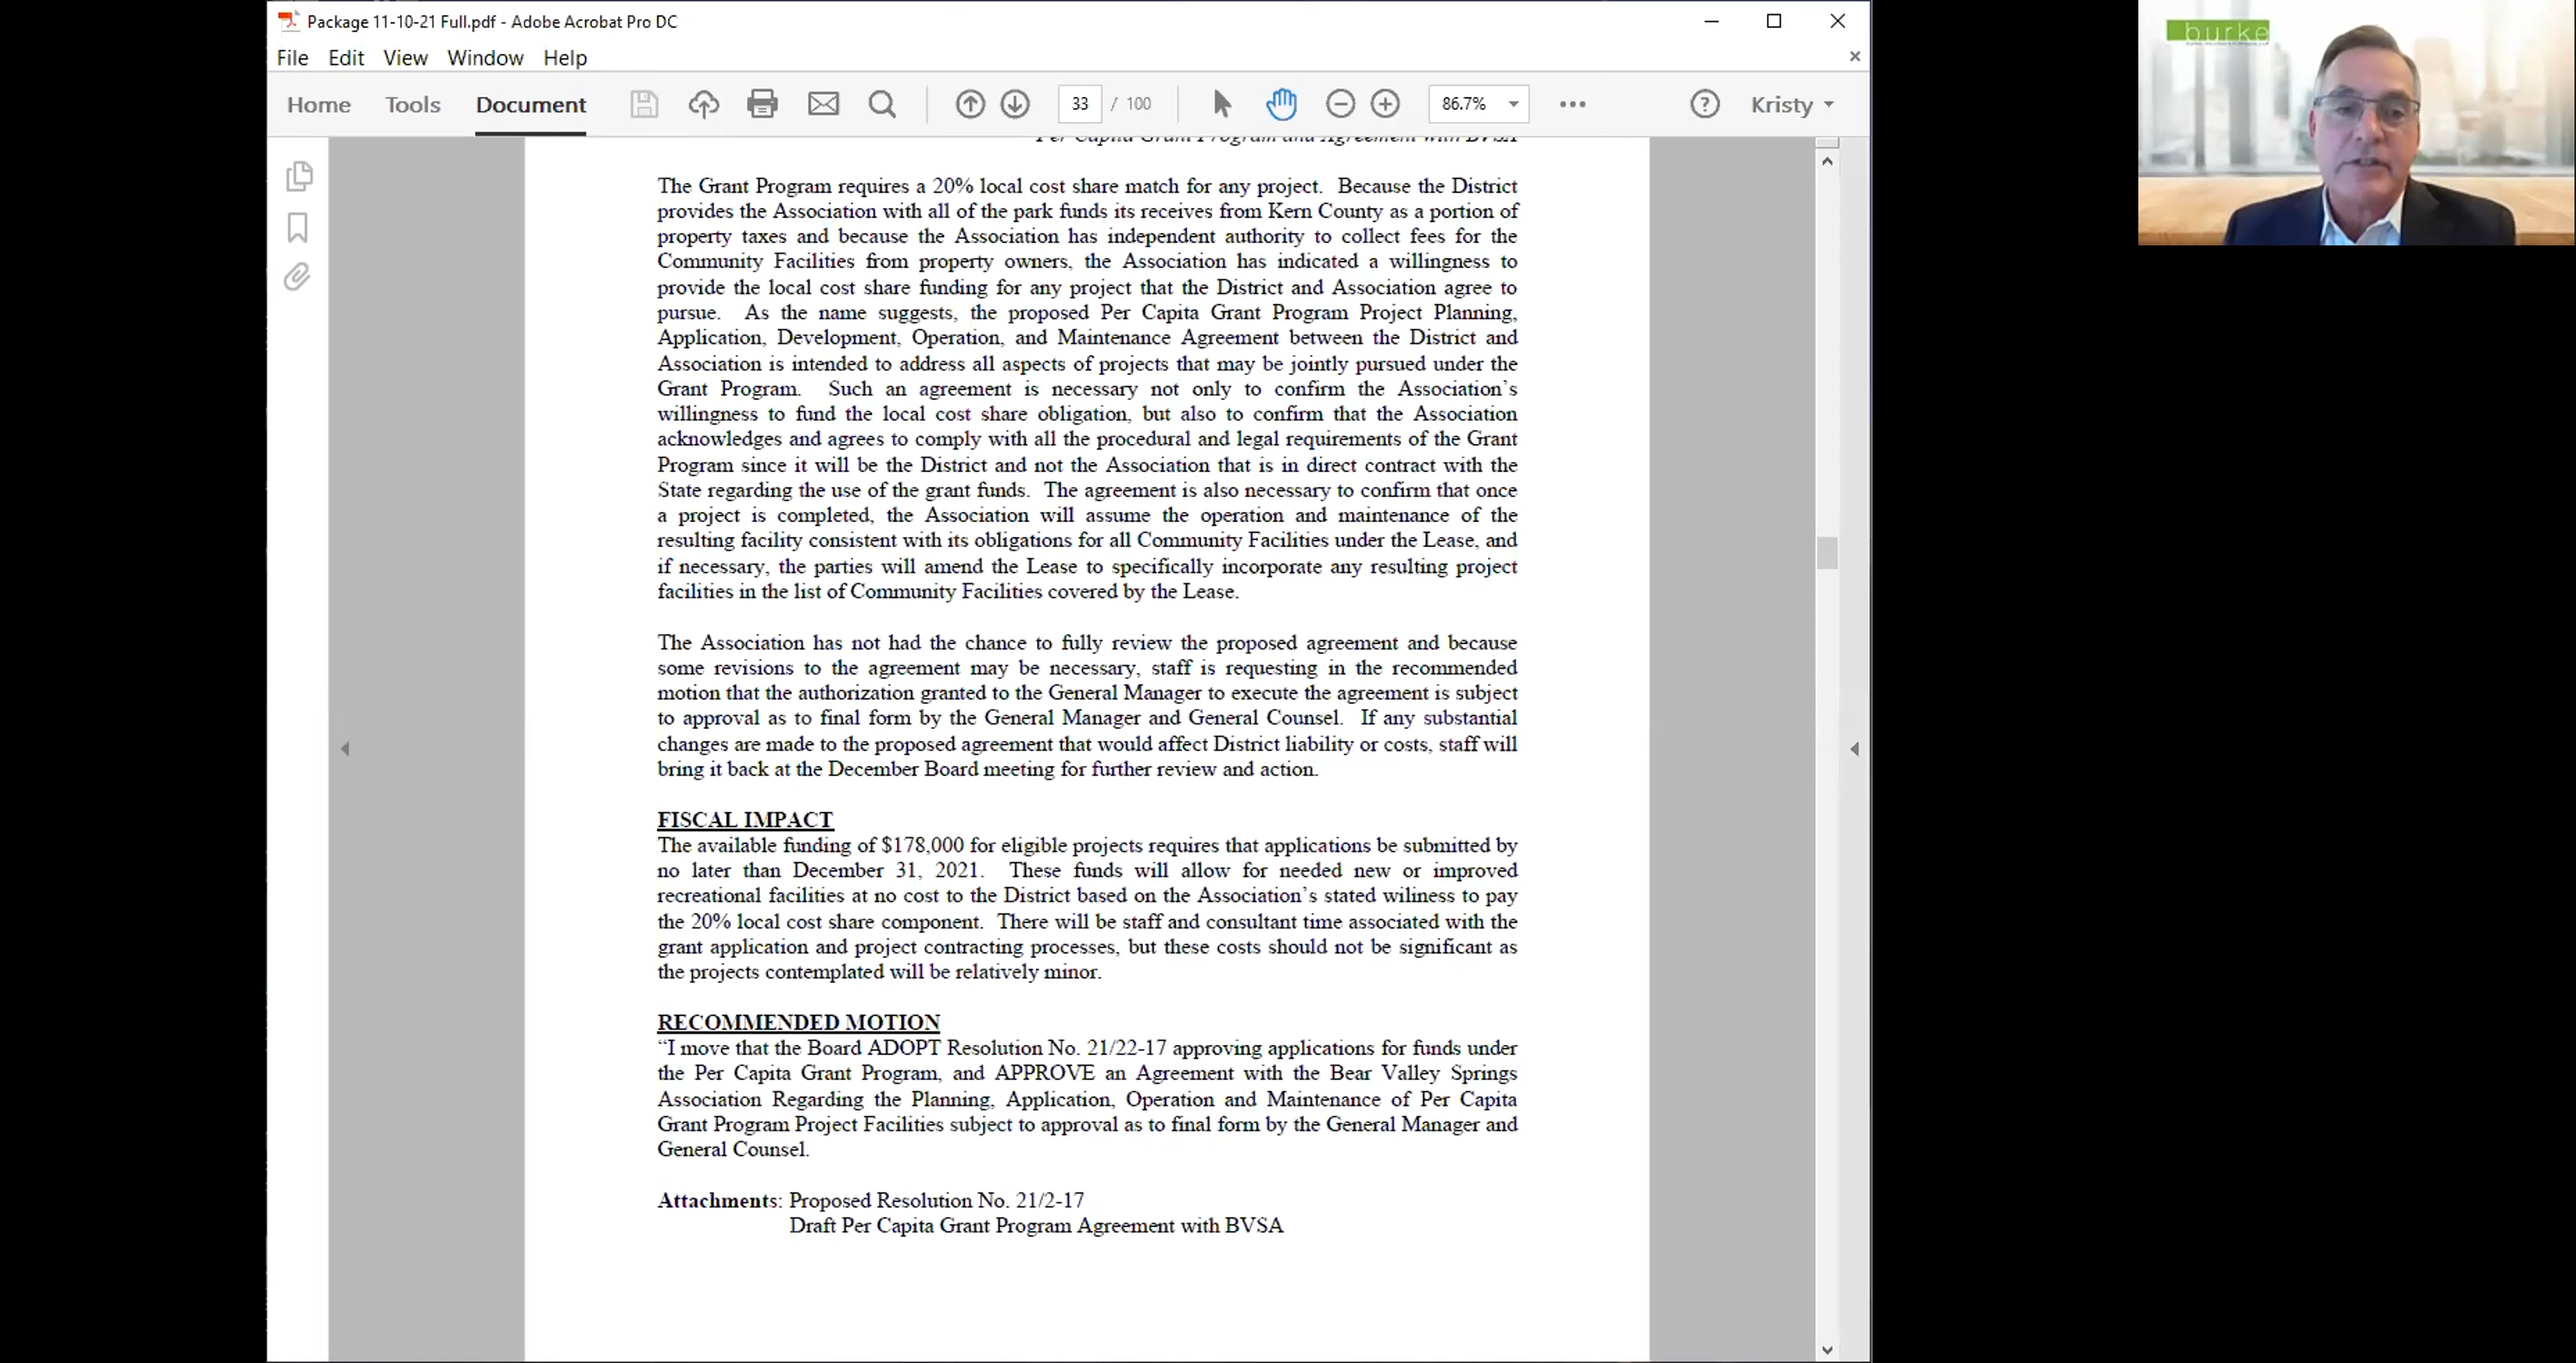 Package 11-10-21 Full.pdf - Adobe Acrobat Pro DC
File Edit View Window Help
Home Tools Document 33 / 100 86.7% Kristy
burke
Per Capita Grant Program and Agreement with BVSA
The Grant Program requires a 20% local cost share match for any project. Because the District
provides the Association with all of the park funds its receives from Kern County as a portion of
property taxes and because the Association has independent authority to collect fees for the
Community Facilities from property owners, the Association has indicated a willingness to
provide the local cost share funding for any project that the District and Association agree to
pursue. As the name suggests, the proposed Per Capita Grant Program Project Planning,
Application, Development, Operation, and Maintenance Agreement between the District and
Association is intended to address all aspects of projects that may be jointly pursued under the
Grant Program. Such an agreement is necessary not only to confirm the Association's
willingness to fund the local cost share obligation, but also to confirm that the Association
acknowledges and agrees to comply with all the procedural and legal requirements of the Grant
Program since it will be the District and not the Association that is in direct contract with the
State regarding the use of the grant funds. The agreement is also necessary to confirm that once
a project is completed, the Association will assume the operation and maintenance of the
resulting facility consistent with its obligations for all Community Facilities under the Lease, and
if necessary, the parties will amend the Lease to specifically incorporate any resulting project
facilities in the list of Community Facilities covered by the Lease.
The Association has not had the chance to fully review the proposed agreement and because
some revisions to the agreement may be necessary, staff is requesting in the recommended
motion that the authorization granted to the General Manager to execute the agreement is subject
to approval as to final form by the General Manager and General Counsel. If any substantial
changes are made to the proposed agreement that would affect District liability or costs, staff will
bring it back at the December Board meeting for further review and action.
FISCAL IMPACT
The available funding of $178,000 for eligible projects requires that applications be submitted by
no later than December 31, 2021. These funds will allow for needed new or improved
recreational facilities at no cost to the District based on the Association's stated wiliness to pay
the 20% local cost share component. There will be staff and consultant time associated with the
grant application and project contracting processes, but these costs should not be significant as
the projects contemplated will be relatively minor.
RECOMMENDED MOTION
“I move that the Board ADOPT Resolution No. 21/22-17 approving applications for funds under
the Per Capita Grant Program, and APPROVE an Agreement with the Bear Valley Springs
Association Regarding the Planning, Application, Operation and Maintenance of Per Capita
Grant Program Project Facilities subject to approval as to final form by the General Manager and
General Counsel.
Attachments: Proposed Resolution No. 21/2-17
Draft Per Capita Grant Program Agreement with BVSA